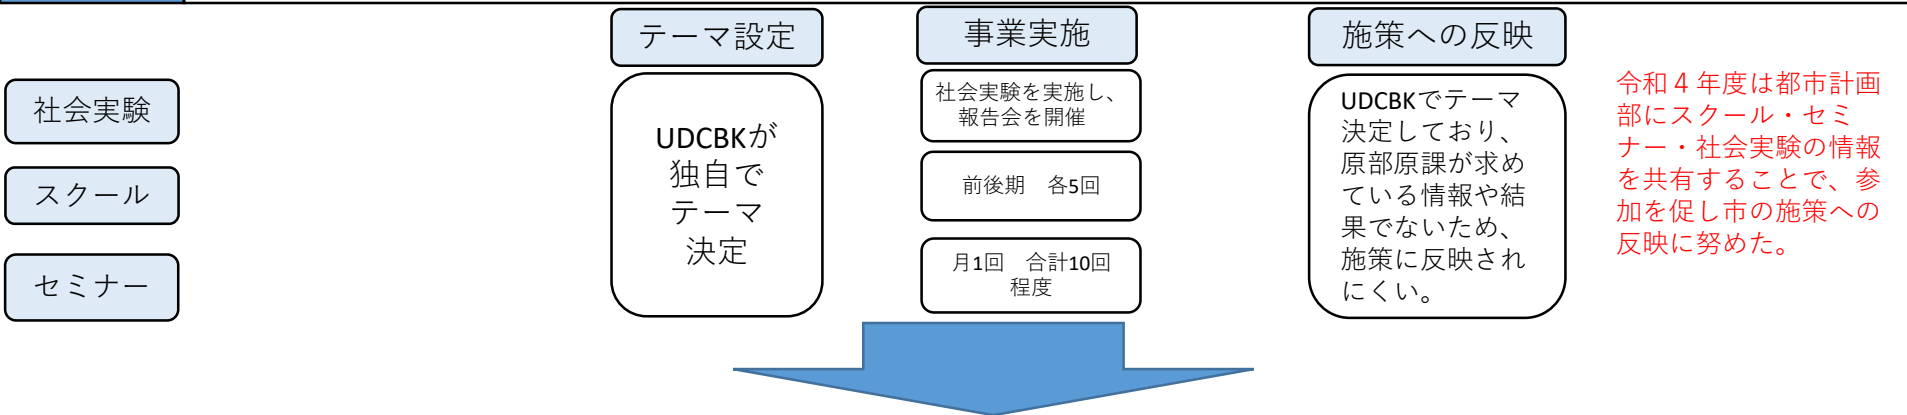 テーマ設定
事業実施
施策への反映
社会実験
スクール
セミナー
UDCBKが
独自で
テーマ
決定
社会実験を実施し、
報告会を開催
前後期　各5回
月1回　合計10回
程度
UDCBKでテーマ
決定しており、
原部原課が求め
ている情報や結
果でないため、
施策に反映され
にくい。
令和４年度は都市計画
部にスクール・セミ
ナー・社会実験の情報
を共有することで、参
加を促し市の施策への
反映に努めた。